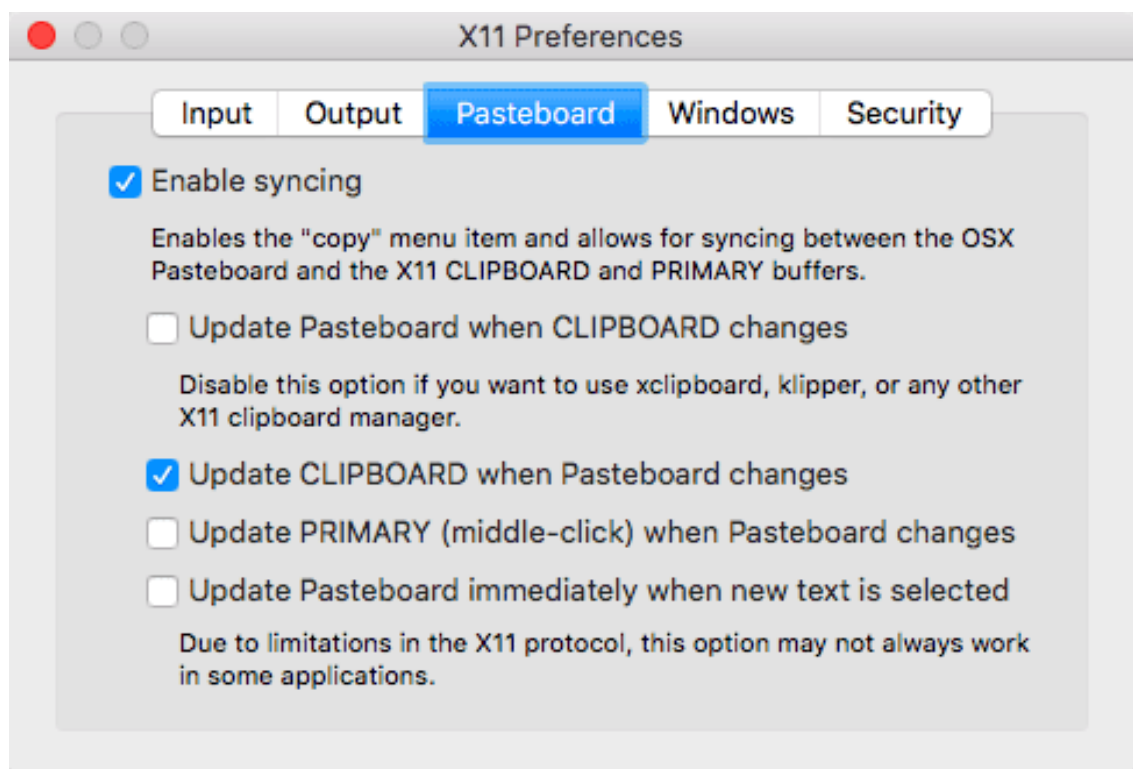 X11 Preferences
Input Output Pasteboard Windows Security
Enable syncing
Enables the "copy" menu item and allows for syncing between the OSX
Pasteboard and the X11 CLIPBOARD and PRIMARY buffers.
Update Pasteboard when CLIPBOARD changes
Disable this option if you want to use xclipboard, klipper, or any other
X11 clipboard manager.
Update CLIPBOARD when Pasteboard changes
Update PRIMARY (middle-click) when Pasteboard changes
Update Pasteboard immediately when new text is selected
Due to limitations in the X11 protocol, this option may not always work
in some applications.